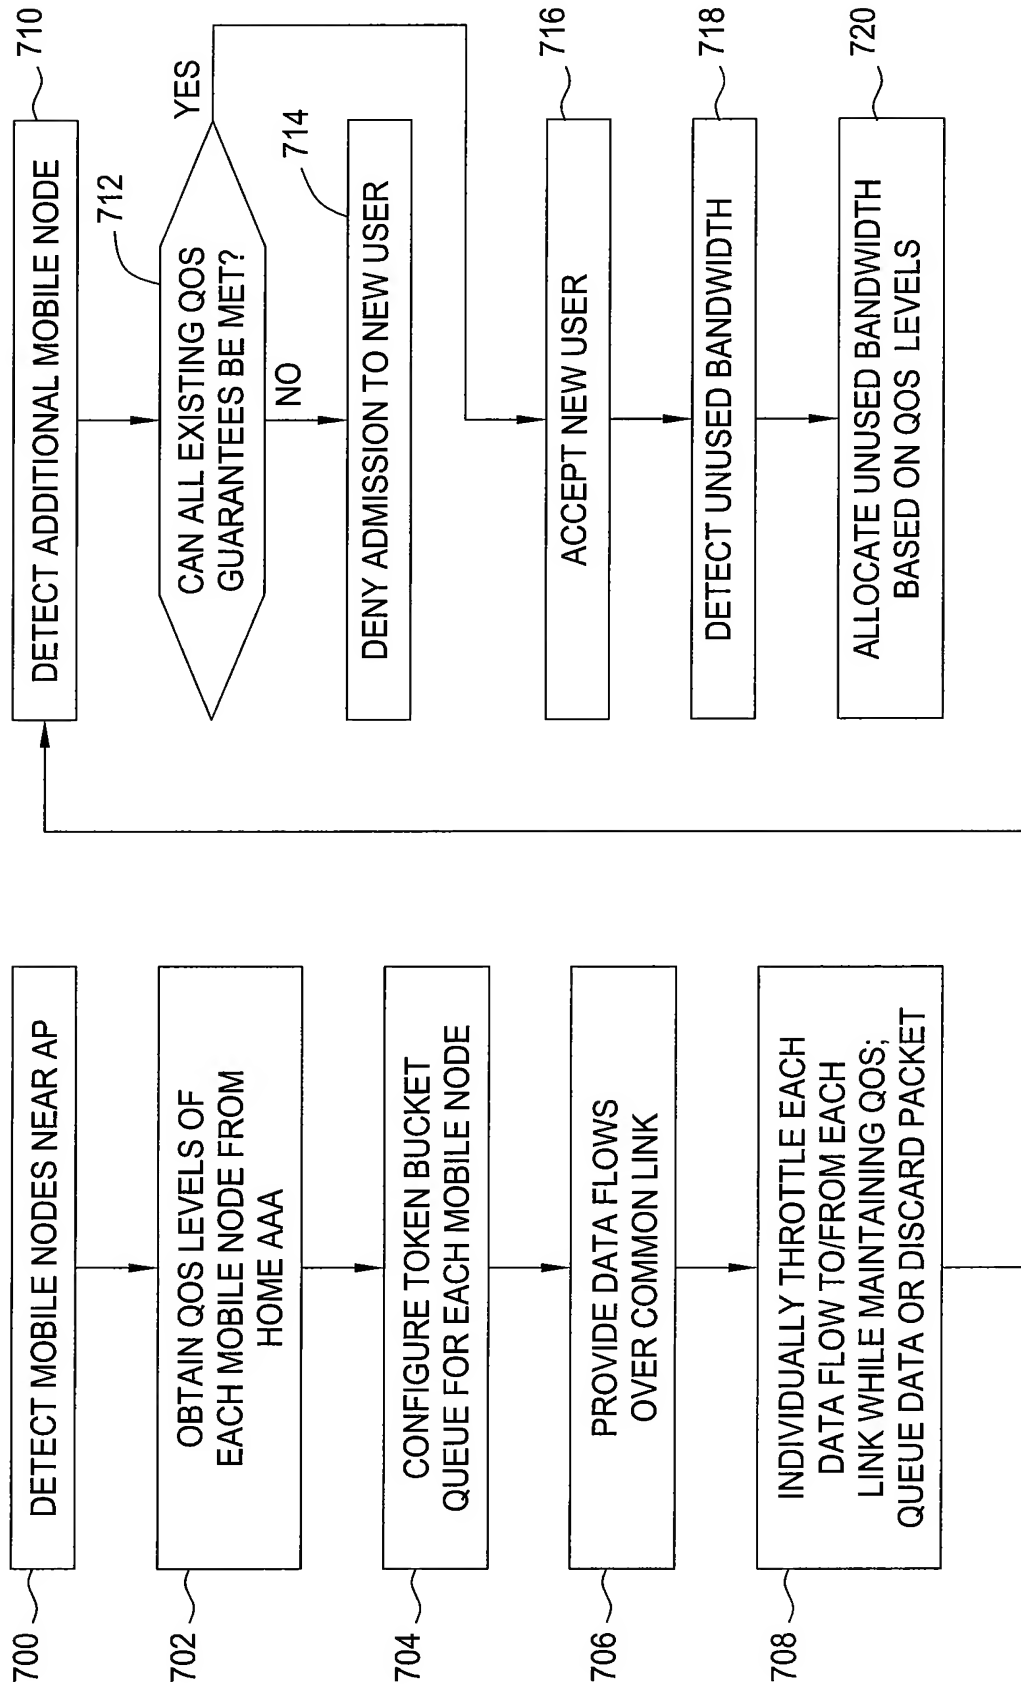 700
DETECT MOBILE NODES NEAR AP
702
OBTAIN QOS LEVELS OF
EACH MOBILE NODE FROM
HOME AAA
704
CONFIGURE TOKEN BUCKET
QUEUE FOR EACH MOBILE NODE
706
PROVIDE DATA FLOWS
OVER COMMON LINK
708
INDIVIDUALLY THROTTLE EACH
DATA FLOW TO/FROM EACH
LINK WHILE MAINTAINING QOS;
QUEUE DATA OR DISCARD PACKET
710
DETECT ADDITIONAL MOBILE NODE
712
CAN ALL EXISTING QOS
GUARANTEES BE MET?
YES
NO
714
DENY ADMISSION TO NEW USER
716
ACCEPT NEW USER
718
DETECT UNUSED BANDWIDTH
720
ALLOCATE UNUSED BANDWIDTH
BASED ON QOS LEVELS